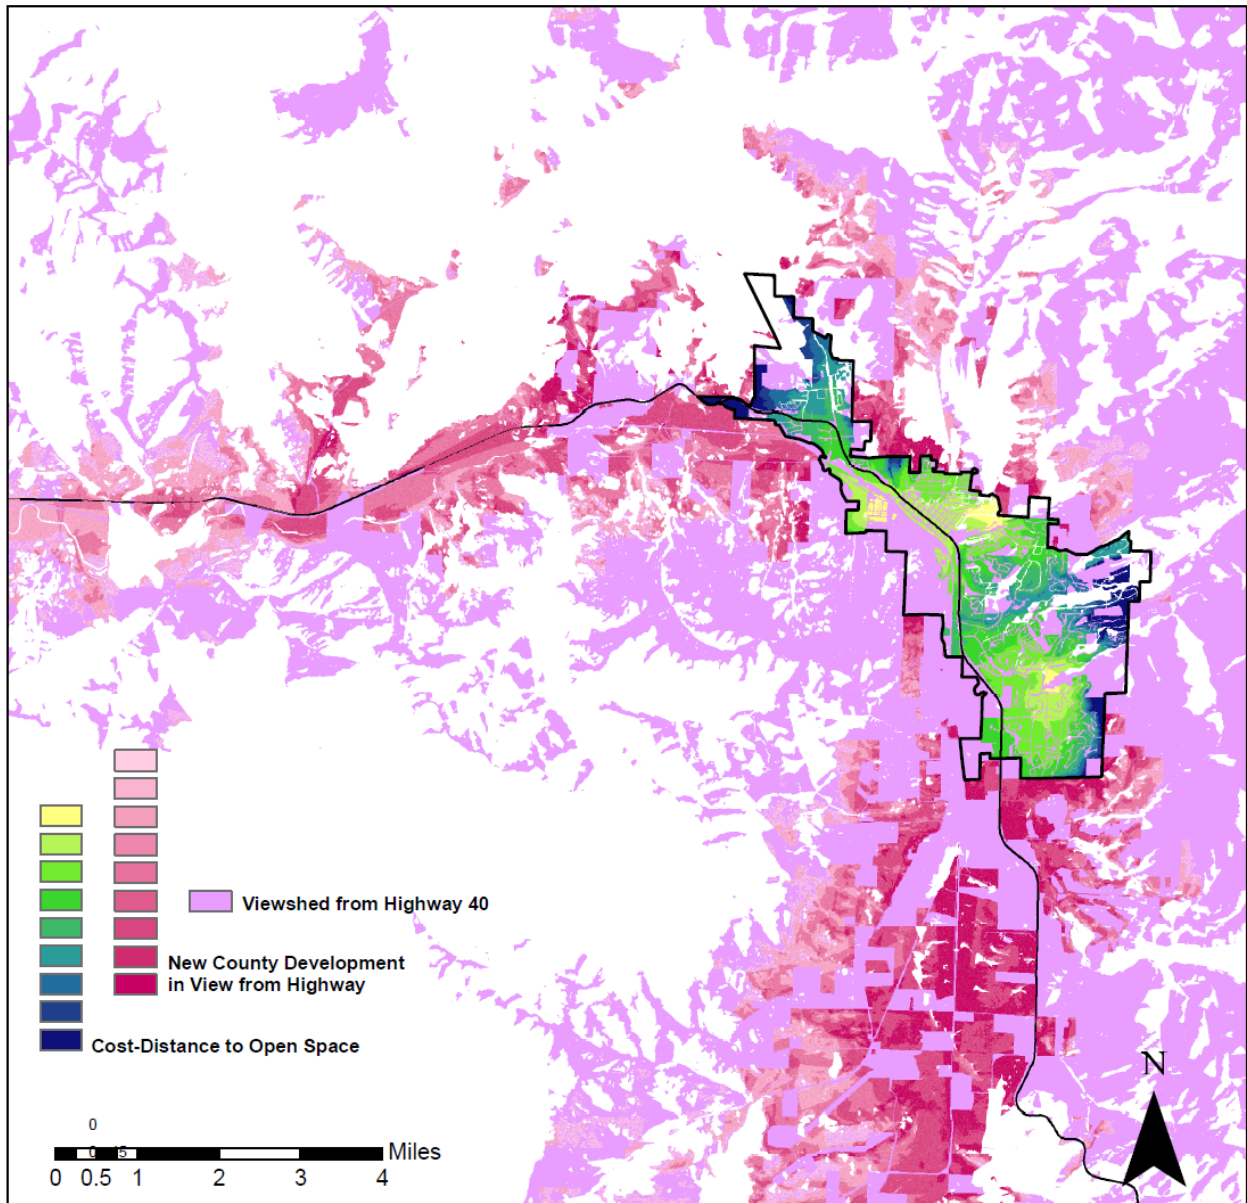 Viewshed from Highway 40
New County Development
in View from Highway
Cost-Distance to Open Space
N
0
Miles
0 0.5 1 2 3 4